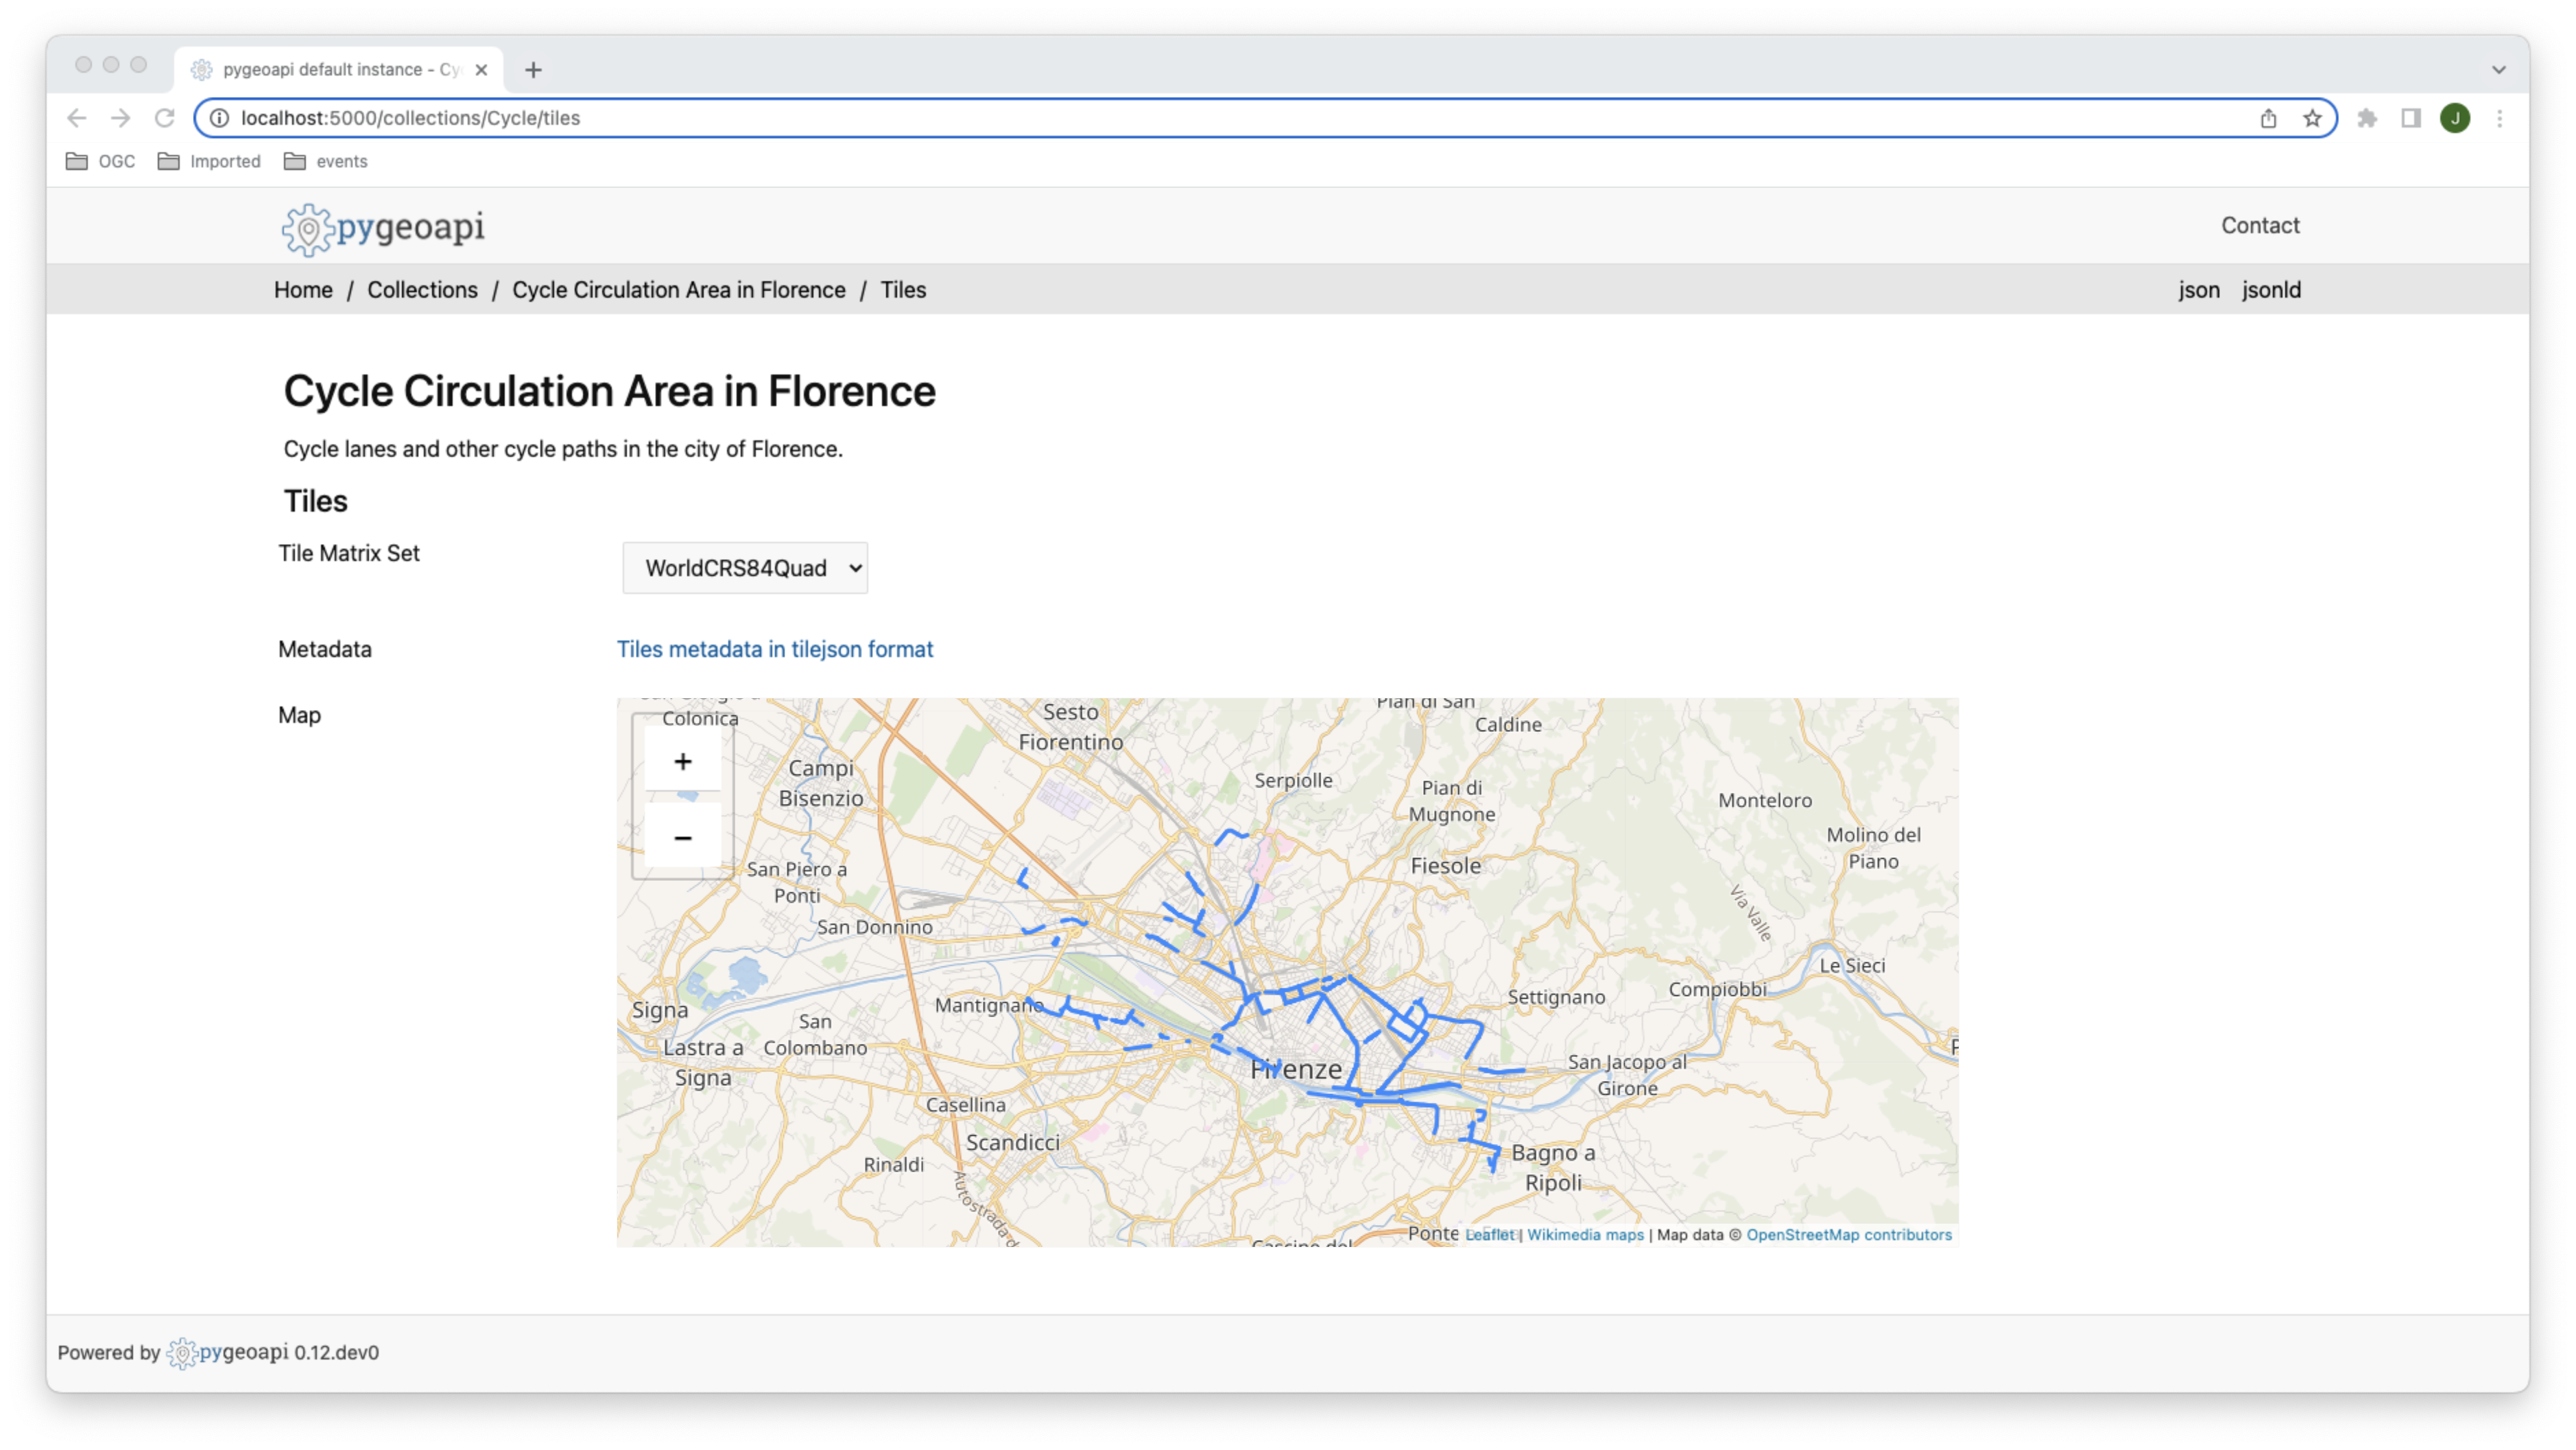 pygeoapi default instance - Cy
localhost:5000/collections/Cycle/tiles
J
OGC Imported events
pygeoapi
Contact
Home / Collections / Cycle Circulation Area in Florence / Tiles
json jsonld
Cycle Circulation Area in Florence
Cycle lanes and other cycle paths in the city of Florence.
Tiles
Tile Matrix Set
WorldCRS84Quad
Metadata
Tiles metadata in tilejson format
Map
+
−
Colonica
Sesto
Fiorentino
Pian di San
Caldine
Campi
Bisenzio
Serpiolle
Pian di
Mugnone
Monteloro
Molino del
Piano
San Piero a
Ponti
Fiesole
Via Valle
San Donnino
Le Sieci
Signa
Mantignano
Settignano
Compiobbi
San
Colombano
Lastra a
Signa
Firenze
San Jacopo al
Girone
Casellina
Scandicci
Rinaldi
Autostrada d
Bagno a
Ripoli
Ponte
Leaflet | Wikimedia maps | Map data © OpenStreetMap contributors
Powered by pygeoapi 0.12.dev0